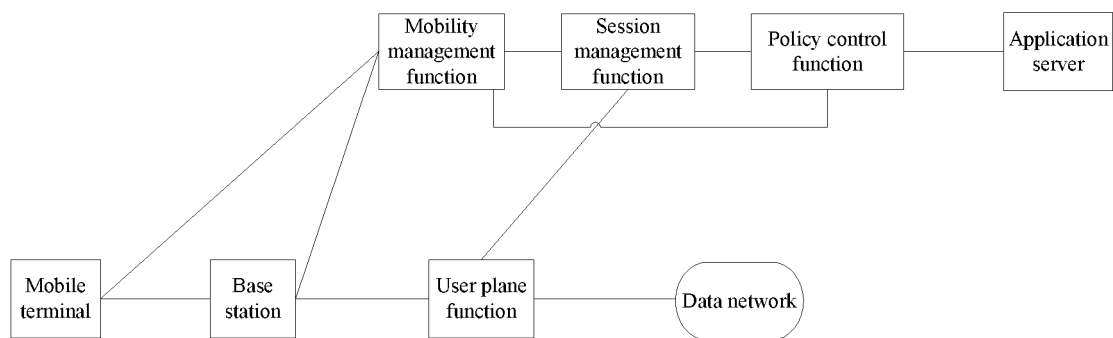 Mobility
management
function
Session
management
function
Policy control
function
Application
server
Mobile
terminal
Base
station
User plane
function
Data network